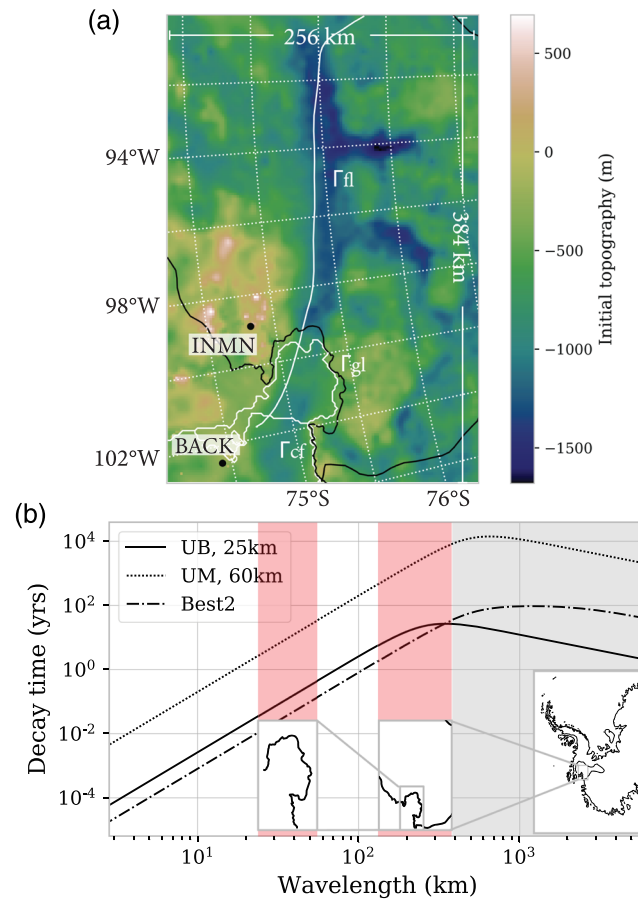 (a)
256 km
500
94°W
0
Γfl
384 km
−500
Initial topography (m)
98°W
INMN
−1000
Γgl
BACK
Γcf
−1500
102°W
75°S
76°S
(b)
10^4
UB, 25km
UM, 60km
10^2
Best2
10^0
10^-2
10^-4
Decay time (yrs)
10^1
10^2
10^3
Wavelength (km)